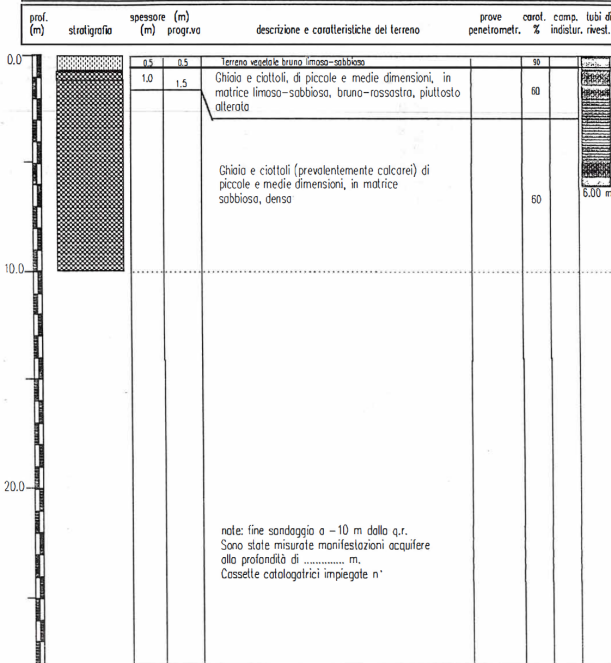 prof. (m)
stratigrafia
spessore (m)
(m) progr.va
descrizione e caratteristiche del terreno
prove penetrometr.
carot. %
camp. indistur.
tubi di rivest.
0.0
0.5 0.5 Terreno vegetale bruno limoso-sabbioso 90
1.0 1.5 Ghiaia e ciottoli, di piccole e medie dimensioni, in
matrice limoso-sabbiosa, bruno-rossastra, piuttosto 60
alterata
Ghiaia e ciottoli (prevalentemente calcarei) di
piccole e medie dimensioni, in matrice
sabbiosa, densa 60
6.00 m
10.0
20.0
note: fine sondaggio a -10 m dalla q.r.
Sono state misurate manifestazioni acquifere
alla profondità di .............. m.
Cassette catalogatrici impiegate n°